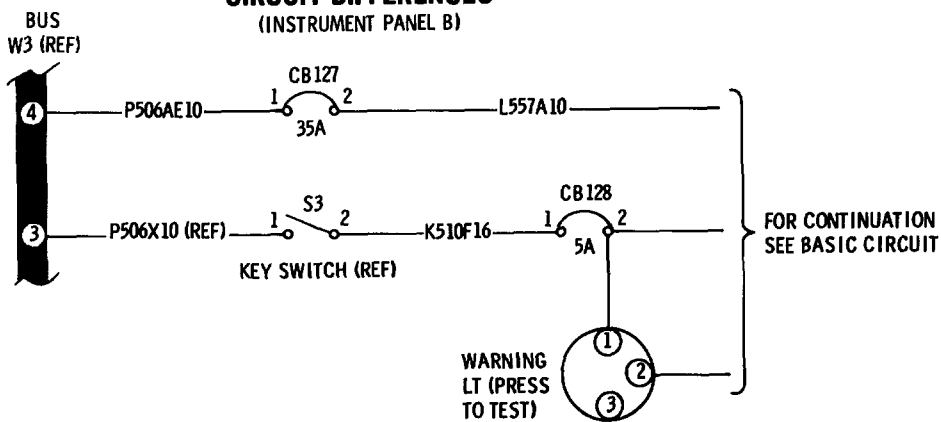 CIRCUIT DIFFERENCES
(INSTRUMENT PANEL B)
BUS
W3 (REF)
CB127
4
P506AE10
1
2
L557A10
35A
CB128
3
P506X10 (REF)
1
S3
2
K510F16
1
2
5A
KEY SWITCH (REF)
FOR CONTINUATION
SEE BASIC CIRCUIT
WARNING
LT (PRESS
TO TEST)
1
2
3